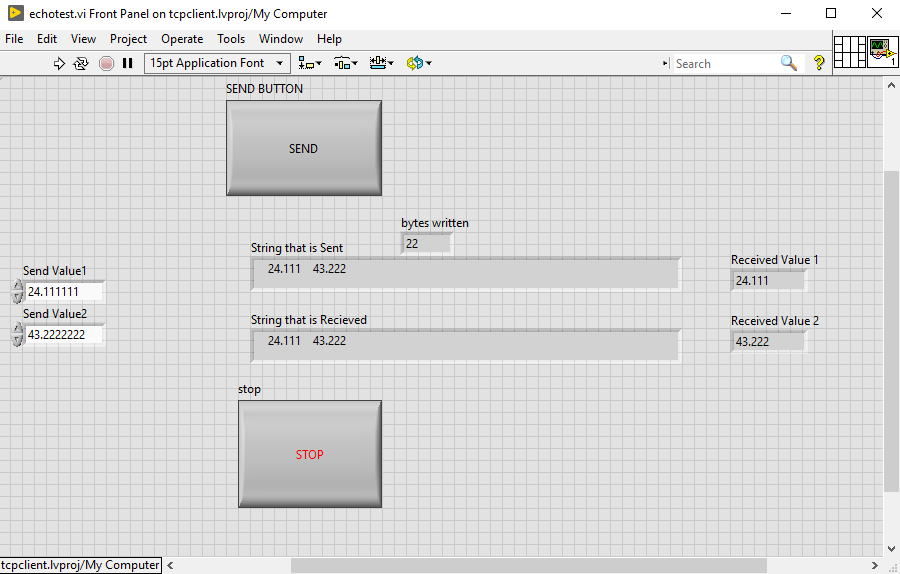 echotest.vi Front Panel on tcpclient.lvproj/My Computer
File Edit View Project Operate Tools Window Help
15pt Application Font
Search
?
1
SEND BUTTON
SEND
bytes written
22
String that is Sent
24.111 43.222
Send Value1
24.111111
Send Value2
43.2222222
String that is Recieved
24.111 43.222
Received Value 1
24.111
Received Value 2
43.222
stop
STOP
tcpclient.lvproj/My Computer